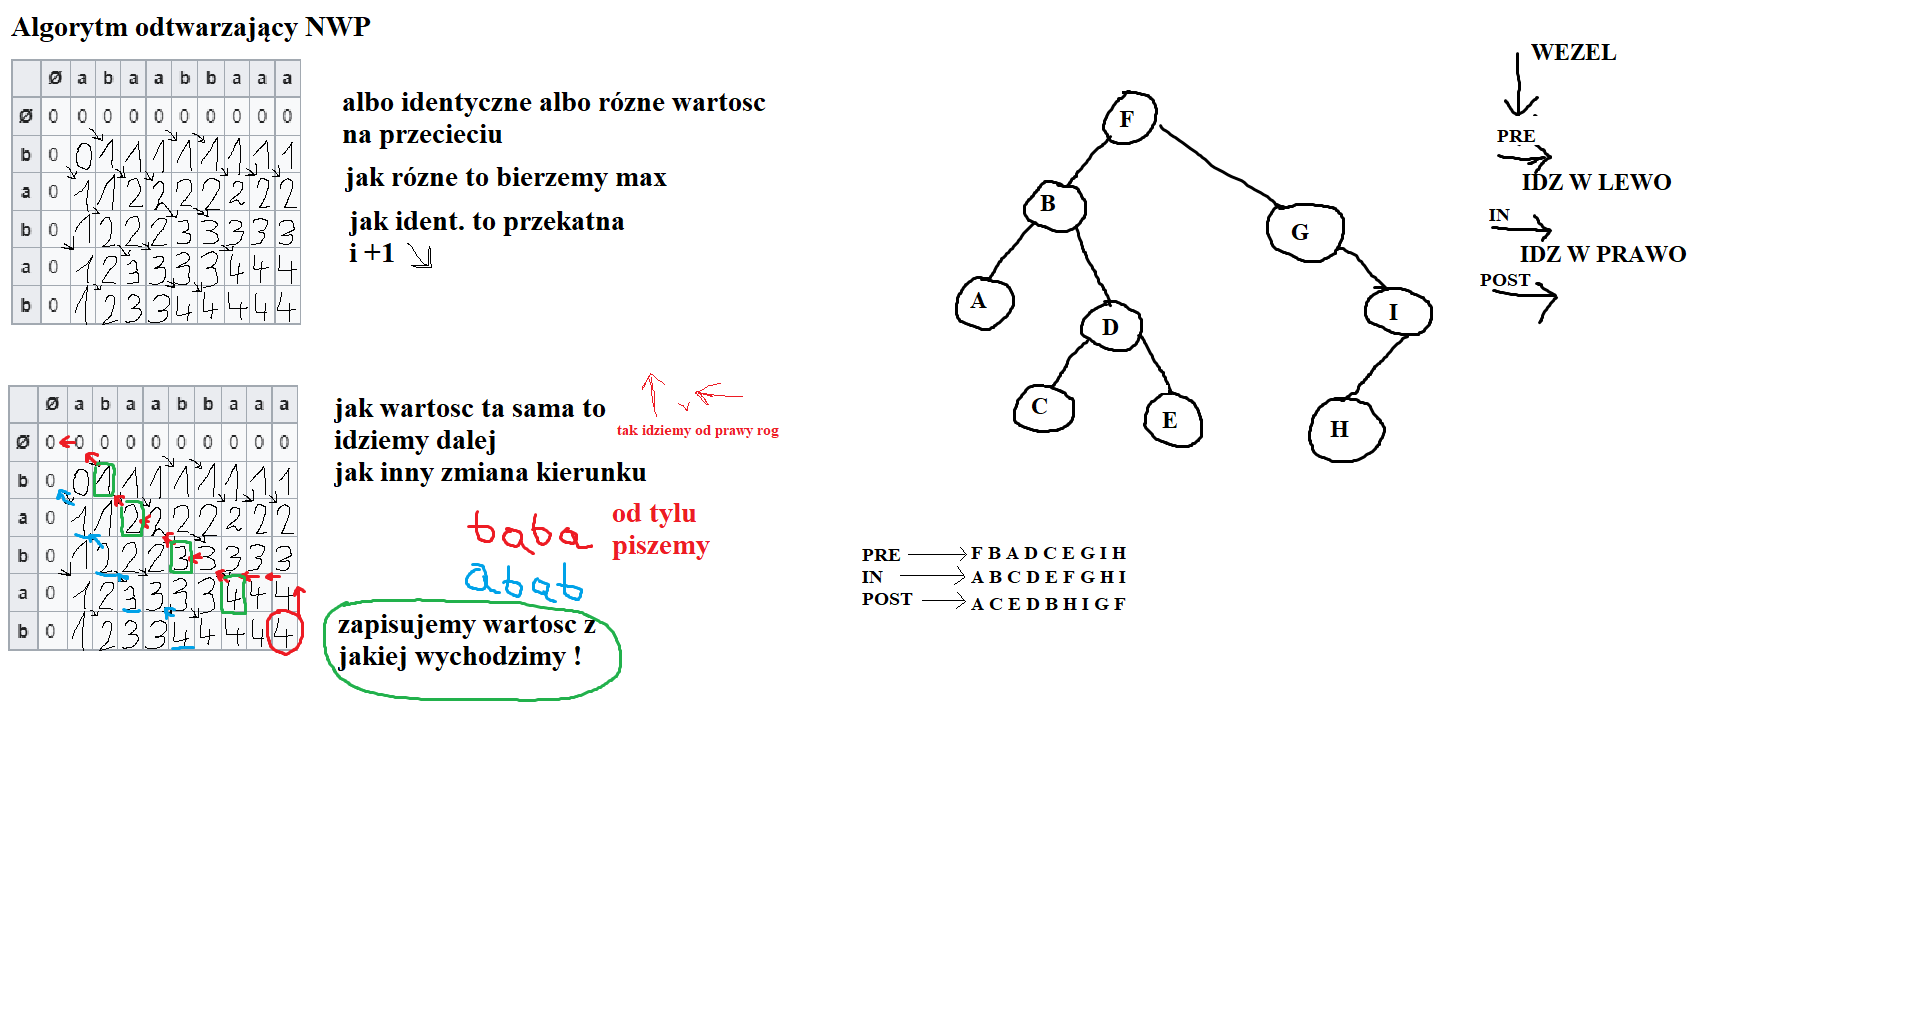 Algorytm odtwarzający NWP
Ø a b a a b b a a a
Ø 0 0 0 0 0 0 0 0 0 0
b 0 0 1 1 1 1 1 1 1 1
a 0 1 1 2 2 2 2 2 2 2
b 0 1 2 2 2 3 3 3 3 3
a 0 1 2 3 3 3 3 4 4 4
b 0 1 2 3 3 4 4 4 4 4
albo identyczne albo rózne wartosc
na przecieciu
jak rózne to bierzemy max
jak ident. to przekatna
i +1
Ø a b a a b b a a a
Ø 0 0 0 0 0 0 0 0 0 0
b 0 0 1 1 1 1 1 1 1 1
a 0 1 1 2 2 2 2 2 2 2
b 0 1 2 2 2 3 3 3 3 3
a 0 1 2 3 3 3 3 4 4 4
b 0 1 2 3 3 4 4 4 4 4
jak wartosc ta sama to
idziemy dalej
jak inny zmiana kierunku
tak idziemy od prawy rog
baba
od tylu
piszemy
abab
zapisujemy wartosc z
jakiej wychodzimy !
F
B
G
A
D
I
C
E
H
PRE F B A D C E G I H
IN A B C D E F G H I
POST A C E D B H I G F
WEZEL
PRE
IDZ W LEWO
IN
IDZ W PRAWO
POST